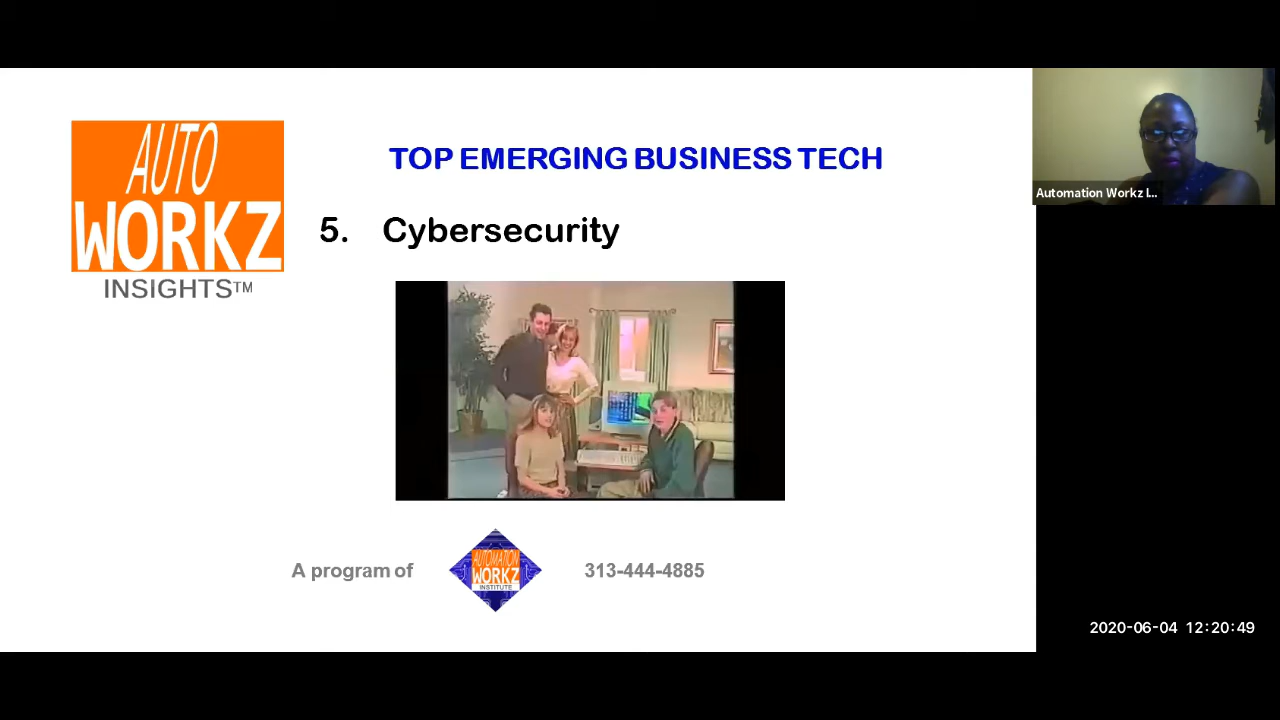 AUTO
WORKZ
INSIGHTS™
TOP EMERGING BUSINESS TECH
5. Cybersecurity
Automation Workz I...
A program of
AUTOMATION
WORKZ
INSTITUTE
313-444-4885
2020-06-04 12:20:49